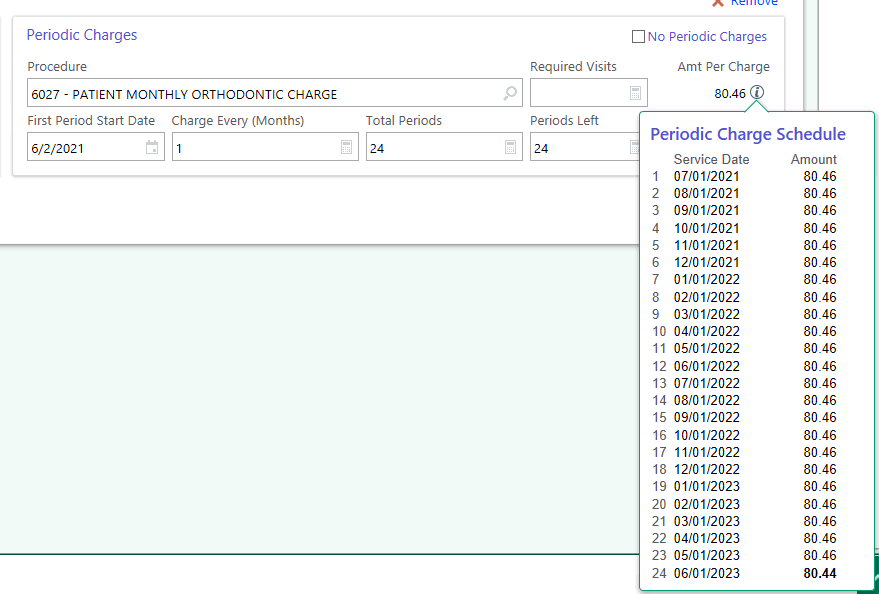 Remove
Periodic Charges
No Periodic Charges
Procedure
Required Visits
Amt Per Charge
6027 - PATIENT MONTHLY ORTHODONTIC CHARGE
80.46
First Period Start Date
Charge Every (Months)
Total Periods
Periods Left
6/2/2021
1
24
24
Periodic Charge Schedule
Service Date Amount
1 07/01/2021 80.46
2 08/01/2021 80.46
3 09/01/2021 80.46
4 10/01/2021 80.46
5 11/01/2021 80.46
6 12/01/2021 80.46
7 01/01/2022 80.46
8 02/01/2022 80.46
9 03/01/2022 80.46
10 04/01/2022 80.46
11 05/01/2022 80.46
12 06/01/2022 80.46
13 07/01/2022 80.46
14 08/01/2022 80.46
15 09/01/2022 80.46
16 10/01/2022 80.46
17 11/01/2022 80.46
18 12/01/2022 80.46
19 01/01/2023 80.46
20 02/01/2023 80.46
21 03/01/2023 80.46
22 04/01/2023 80.46
23 05/01/2023 80.46
24 06/01/2023 80.44